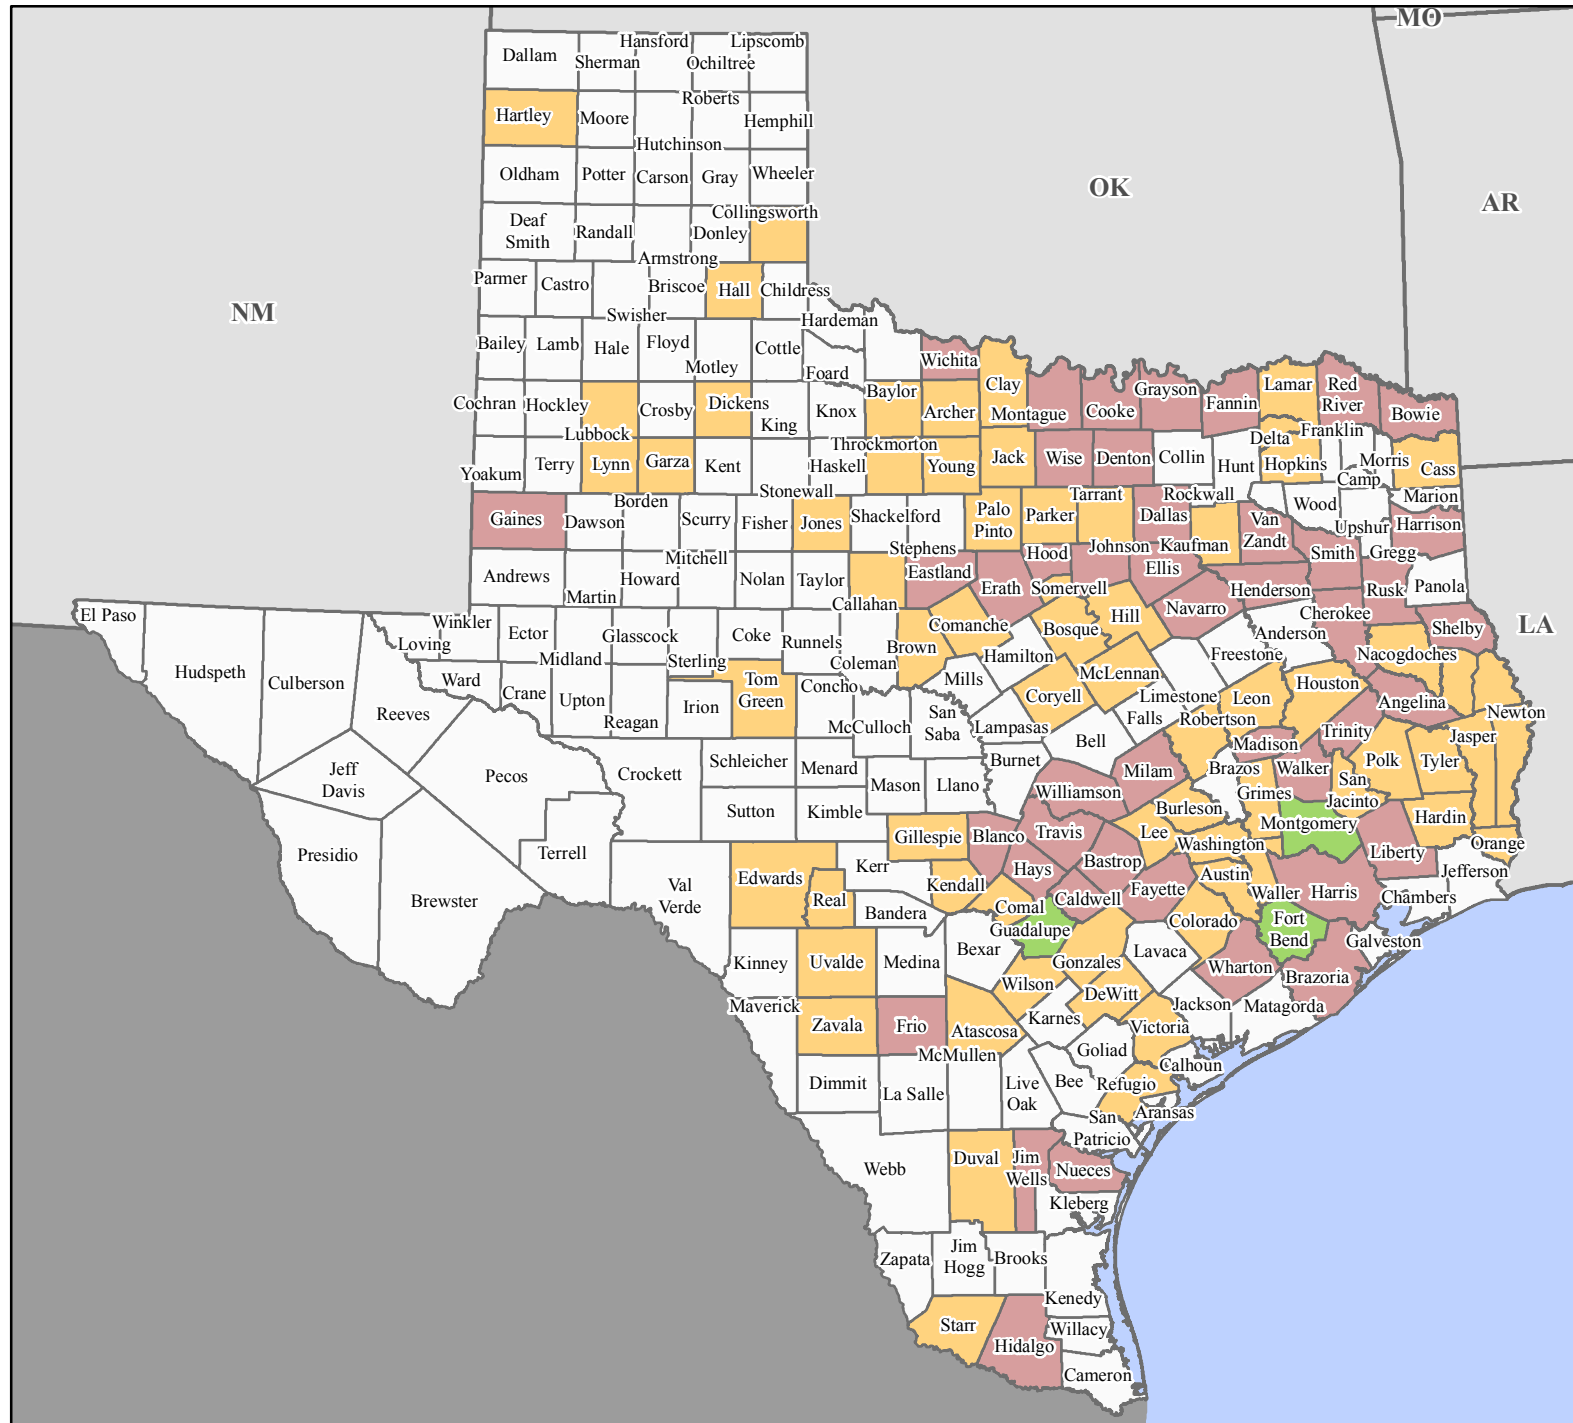 MO
Dallam
Sherman
Hansford
Ochiltree
Lipscomb
Hartley
Moore
Hutchinson
Roberts
Hemphill
OK
AR
Oldham
Potter
Carson
Gray
Wheeler
Deaf
Smith
Randall
Armstrong
Donley
Collingsworth
Parmer
Castro
Swisher
Briscoe
Hall
Childress
NM
Hardeman
Bailey
Lamb
Hale
Floyd
Motley
Cottle
Foard
Wichita
Clay
Montague
Cooke
Grayson
Fannin
Lamar
Red
River
Bowie
Cochran
Hockley
Lubbock
Crosby
Dickens
King
Knox
Baylor
Archer
Throckmorton
Yoakum
Terry
Lynn
Garza
Kent
Stonewall
Haskell
Young
Jack
Wise
Denton
Collin
Hunt
Delta
Hopkins
Franklin
Morris
Camp
Cass
Marion
Gaines
Dawson
Borden
Scurry
Fisher
Jones
Shackelford
Stephens
Palo
Pinto
Parker
Tarrant
Dallas
Rockwall
Kaufman
Van
Zandt
Wood
Upshur
Harrison
Gregg
Smith
Andrews
Martin
Howard
Mitchell
Nolan
Taylor
Callahan
Eastland
Erath
Hood
Somervell
Johnson
Ellis
Henderson
Navarro
Rusk
Panola
Cherokee
Shelby
LA
El Paso
Hudspeth
Culberson
Loving
Winkler
Ector
Midland
Glasscock
Sterling
Coke
Runnels
Coleman
Brown
Comanche
Hamilton
Mills
Bosque
Hill
McLennan
Coryell
Limestone
Freestone
Anderson
Nacogdoches
Reeves
Ward
Crane
Upton
Reagan
Irion
Tom
Green
Concho
McCulloch
San
Saba
Lampasas
Burnet
Bell
Falls
Robertson
Leon
Houston
Angelina
Trinity
Newton
Jasper
Tyler
Polk
San
Jacinto
Walker
Madison
Brazos
Grimes
Jeff
Davis
Pecos
Crockett
Schleicher
Menard
Mason
Llano
Sutton
Kimble
Williamson
Milam
Burleson
Lee
Washington
Montgomery
Hardin
Orange
Liberty
Jefferson
Chambers
Presidio
Brewster
Terrell
Val
Verde
Edwards
Real
Kerr
Bandera
Gillespie
Kendall
Blanco
Travis
Hays
Bastrop
Caldwell
Fayette
Austin
Waller
Harris
Comal
Guadalupe
Colorado
Fort
Bend
Galveston
Kinney
Uvalde
Medina
Bexar
Wilson
Gonzales
Lavaca
Wharton
Brazoria
Maverick
Zavala
Frio
Atascosa
Karnes
DeWitt
Victoria
Jackson
Matagorda
Dimmit
La Salle
McMullen
Live
Oak
Bee
Goliad
Refugio
Calhoun
Aransas
San
Patricio
Webb
Duval
Jim
Wells
Nueces
Kleberg
Zapata
Jim
Hogg
Brooks
Kenedy
Starr
Hidalgo
Willacy
Cameron